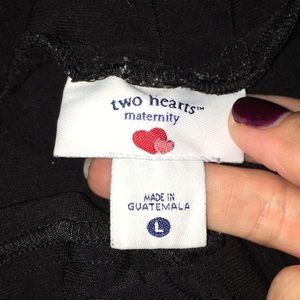 two hearts™
maternity
MADE IN
GUATEMALA
L